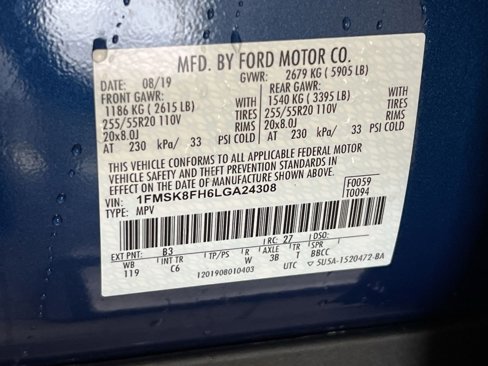 MFD. BY FORD MOTOR CO.
DATE: 08/19 GVWR: 2679 KG (5905 LB)
FRONT GAWR: REAR GAWR:
1186 KG (2615 LB) WITH 1540 KG (3395 LB) WITH
255/55R20 110V TIRES 255/55R20 110V TIRES
20x8.0J RIMS 20x8.0J RIMS
AT 230 kPa/ 33 PSI COLD AT 230 kPa/ 33 PSI COLD
THIS VEHICLE CONFORMS TO ALL APPLICABLE FEDERAL MOTOR
VEHICLE SAFETY AND THEFT PREVENTION STANDARDS IN
EFFECT ON THE DATE OF MANUFACTURE SHOWN ABOVE.
VIN: 1FMSK8FH6LGA24308 F0059
TYPE: MPV T0094
EXT PNT: B3 RC: 27 DSO:
WB INT TR TP/PS R AXLE TR SPR
119 C6 W 3B T BBCC
1201908010403 UTC 5U5A-1520472-BA